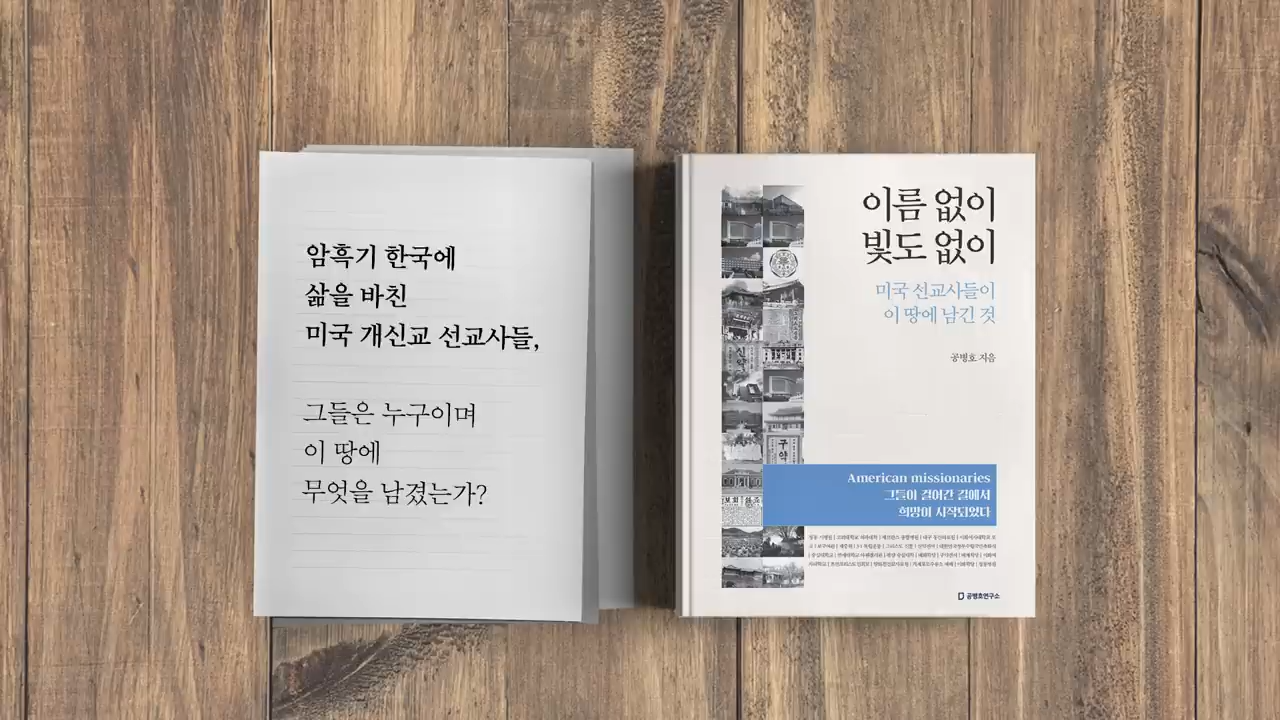 암흑기 한국에
삶을 바친
미국 개신교 선교사들,
그들은 누구이며
이 땅에
무엇을 남겼는가?
이름 없이
빛도 없이
미국 선교사들이
이 땅에 남긴 것
공병호 지음
구약
American missionaries
그들이 걸어간 길에서
희망이 시작되었다
공병호연구소